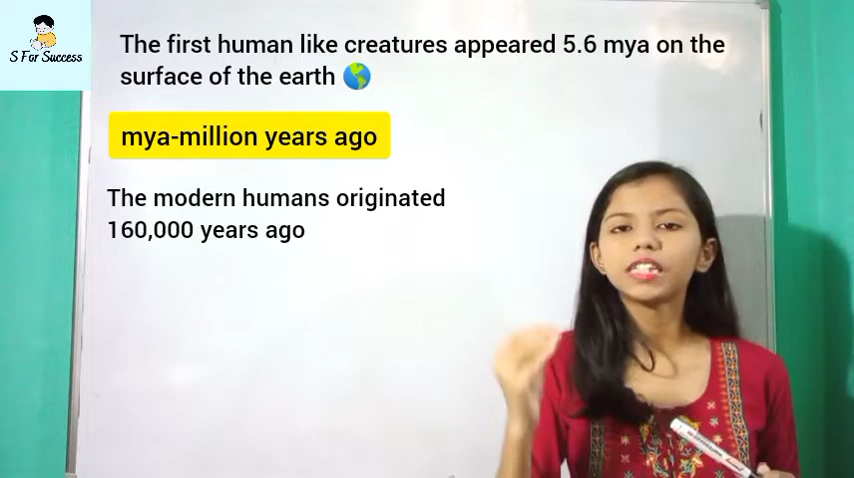 S For Success
The first human like creatures appeared 5.6 mya on the
surface of the earth 🌎
mya-million years ago
The modern humans originated
160,000 years ago